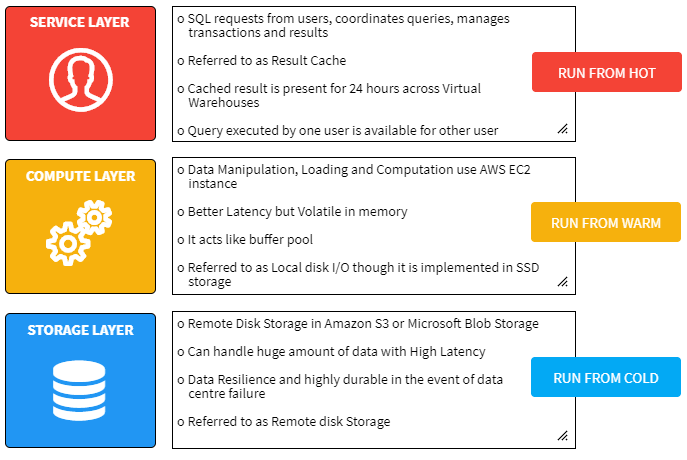 SERVICE LAYER
o SQL requests from users, coordinates queries, manages
transactions and results
o Referred to as Result Cache
o Cached result is present for 24 hours across Virtual
Warehouses
o Query executed by one user is available for other user
RUN FROM HOT
COMPUTE LAYER
o Data Manipulation, Loading and Computation use AWS EC2
instance
o Better Latency but Volatile in memory
o It acts like buffer pool
o Referred to as Local disk I/O though it is implemented in SSD
storage
RUN FROM WARM
STORAGE LAYER
o Remote Disk Storage in Amazon S3 or Microsoft Blob Storage
o Can handle huge amount of data with High Latency
o Data Resilience and highly durable in the event of data
centre failure
o Referred to as Remote disk Storage
RUN FROM COLD